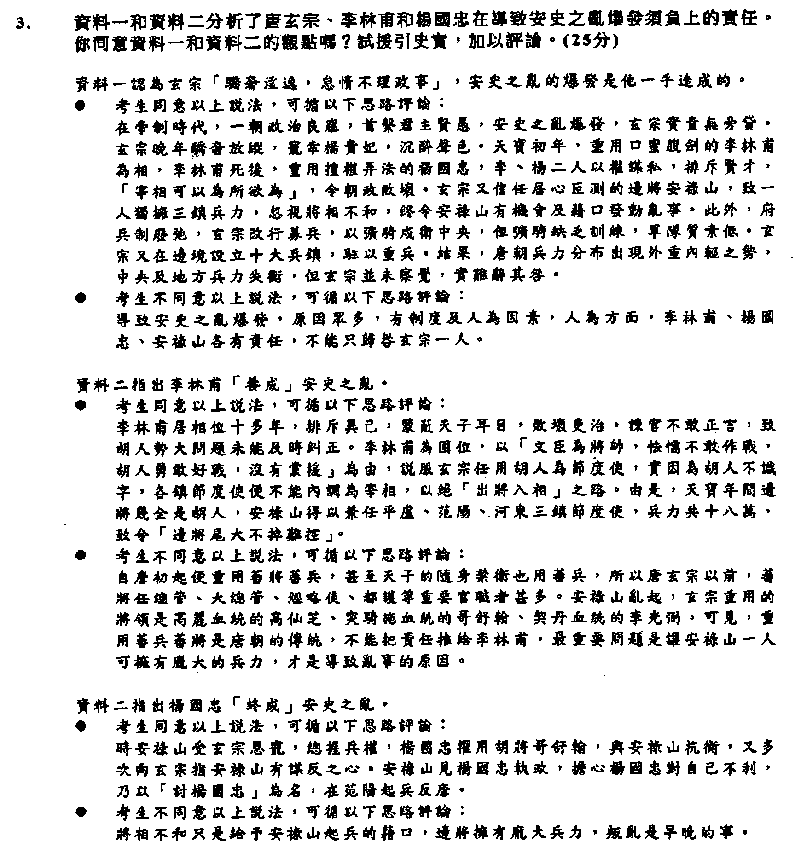 3. 資料一和資料二分析了唐玄宗、李林甫和楊國忠在導致安史之亂爆發須負上的責任。
你同意資料一和資料二的觀點嗎？試援引史實，加以評論。(25分)
資料一認為玄宗「驕奢淫逸，怠惰不理政事」，安史之亂的爆發是他一手造成的。
● 考生同意以上說法，可循以下思路評論：
在帝制時代，一朝政治良窳，首繫君主賢愚，安史之亂爆發，玄宗實責無旁貸。
玄宗晚年驕奢放縱，寵幸楊貴妃，沉醉聲色。天寶初年，重用口蜜腹劍的李林甫
為相，李林甫死後，重用擅權弄法的楊國忠，李、楊二人以權謀私，排斥賢才，
「宰相可以為所欲為」，令朝政敗壞。玄宗又信任居心叵測的邊將安祿山，致一
人獨擁三鎮兵力，忽視將相不和，終令安祿山有機會及藉口發動亂事。此外，府
兵制廢弛，玄宗改行募兵，以彍騎戍衛中央，但彍騎缺乏訓練，軍隊質素低。玄
宗又在邊境設立十大兵鎮，駐以重兵。結果，唐朝兵力分布出現外重內輕之勢，
中央及地方兵力失衡，但玄宗並未察覺，實難辭其咎。
● 考生不同意以上說法，可循以下思路評論：
導致安史之亂爆發，原因眾多，有制度及人為因素，人為方面，李林甫、楊國
忠、安祿山各有責任，不能只歸咎玄宗一人。
資料二指出李林甫「養成」安史之亂。
● 考生同意以上說法，可循以下思路評論：
李林甫居相位十多年，排斥異己，蒙蔽天子耳目，敗壞吏治，諫官不敢正言，致
胡人勢大問題未能及時糾正。李林甫為固位，以「文臣為將帥，怯懦不敢作戰，
胡人勇敢好戰，沒有黨援」為由，說服玄宗任用胡人為節度使，實因為胡人不識
字，各鎮節度使便不能內調為宰相，以絕「出將入相」之路。由是，天寶年間邊
將幾全是胡人，安祿山得以兼任平盧、范陽、河東三鎮節度使，兵力共十八萬，
致令「邊將尾大不掉難控」。
● 考生不同意以上說法，可循以下思路評論：
自唐初起便重用蕃將蕃兵，甚至天子的隨身禁衛也用蕃兵，所以唐玄宗以前，蕃
將任總管、大總管、經略使、都護等重要官職者甚多。安祿山亂起，玄宗重用的
將領是高麗血統的高仙芝、突騎施血統的哥舒翰、契丹血統的李光弼。可見，重
用蕃兵蕃將是唐朝的傳統，不能把責任推給李林甫，最重要問題是讓安祿山一人
可擁有龐大的兵力，才是導致亂事的原因。
資料二指出楊國忠「終成」安史之亂。
● 考生同意以上說法，可循以下思路評論：
時安祿山受玄宗恩寵，總握兵權，楊國忠擢用胡將哥舒翰，與安祿山抗衡，又多
次向玄宗指安祿山有謀反之心。安祿山見楊國忠執政，擔心楊國忠對自己不利，
乃以「討楊國忠」為名，在范陽起兵反唐。
● 考生不同意以上說法，可循以下思路評論：
將相不和只是給予安祿山起兵的藉口，邊將擁有龐大兵力，叛亂是早晚的事。